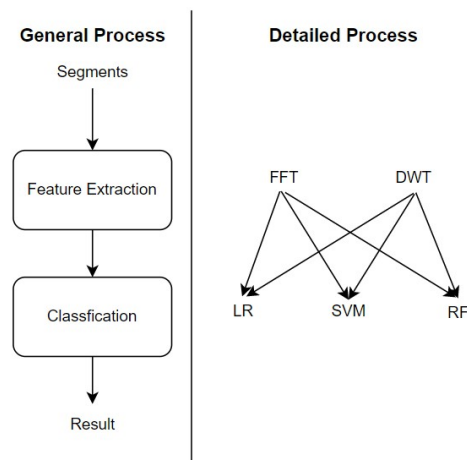 General Process
Segments
Feature Extraction
Classfication
Result
Detailed Process
FFT DWT
LR SVM RF